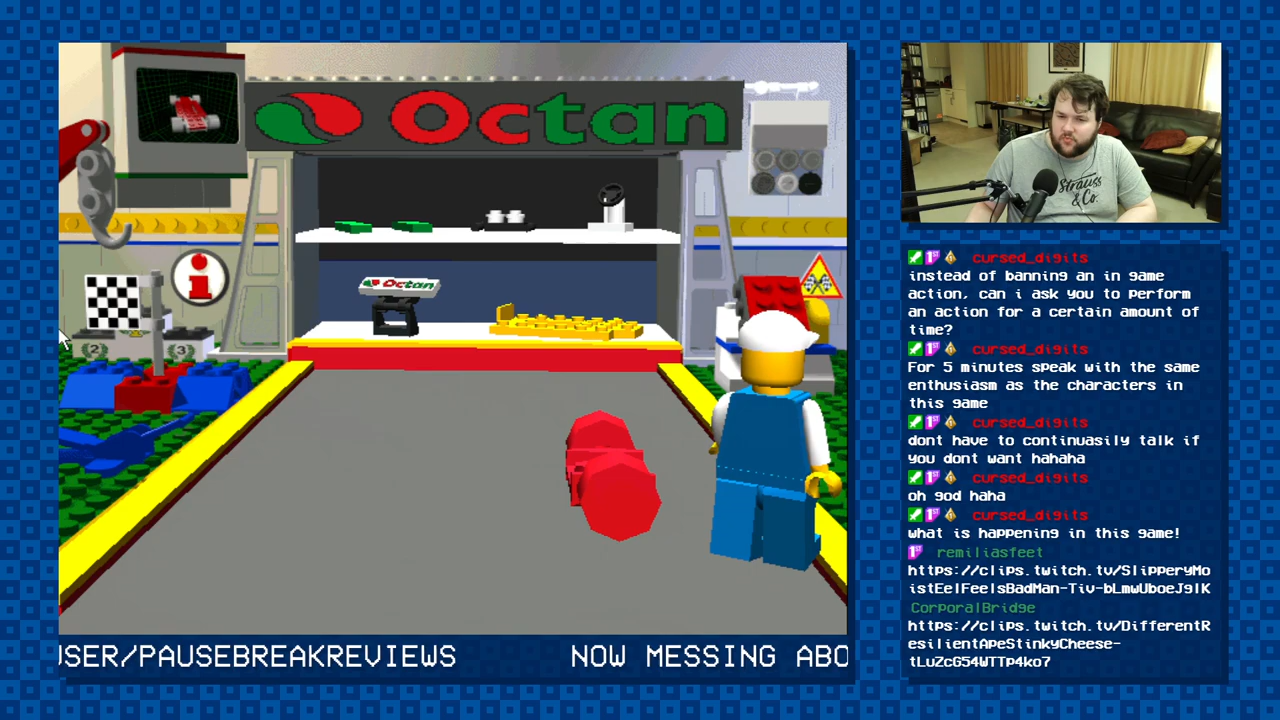 Octan
Octan
i
2
3
Strauss
& Co.
cursed_digits
instead of banning an in game
action, can i ask you to perform
an action for a certain amount of
time?
cursed_digits
For 5 minutes speak with the same
enthusiasm as the characters in
this game
cursed_digits
dont have to continuasily talk if
you dont want hahaha
cursed_digits
oh god haha
cursed_digits
what is happening in this game!
remiliasfeet
https://clips.twitch.tv/SlipperyMo
istEelFeelsBadMan-Tiv-bLmwUboeJglK
CorporalBridge
https://clips.twitch.tv/DifferentR
esilientApeStinkyCheese-
tLuZcG54WTTp4ko7
USER/PAUSEBREAKREVIEWS NOW MESSING ABO